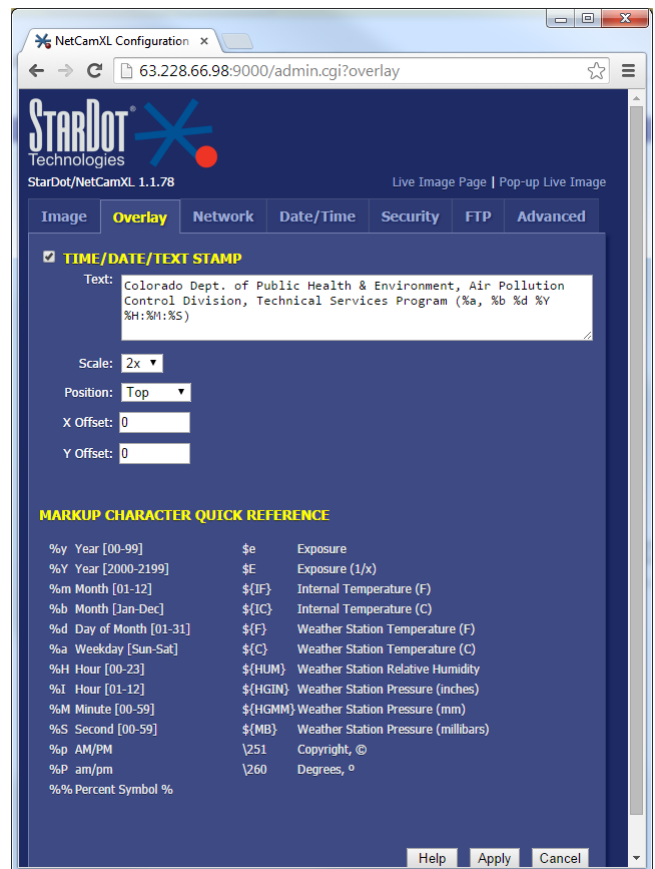 NetCamXL Configuration ×
63.228.66.98:9000/admin.cgi?overlay
STARDOT®
Technologies
StarDot/NetCamXL 1.1.78
Live Image Page | Pop-up Live Image
Image Overlay Network Date/Time Security FTP Advanced
TIME/DATE/TEXT STAMP
Text: Colorado Dept. of Public Health & Environment, Air Pollution
Control Division, Technical Services Program (%a, %b %d %Y
%H:%M:%S)
Scale: 2x
Position: Top
X Offset: 0
Y Offset: 0
MARKUP CHARACTER QUICK REFERENCE
%y Year [00-99] $e Exposure
%Y Year [2000-2199] $E Exposure (1/x)
%m Month [01-12] ${IF} Internal Temperature (F)
%b Month [Jan-Dec] ${IC} Internal Temperature (C)
%d Day of Month [01-31] ${F} Weather Station Temperature (F)
%a Weekday [Sun-Sat] ${C} Weather Station Temperature (C)
%H Hour [00-23] ${HUM} Weather Station Relative Humidity
%I Hour [01-12] ${HGIN} Weather Station Pressure (inches)
%M Minute [00-59] ${HGMM} Weather Station Pressure (mm)
%S Second [00-59] ${MB} Weather Station Pressure (millibars)
%p AM/PM \251 Copyright, ©
%P am/pm \260 Degrees, º
%% Percent Symbol %
Help Apply Cancel